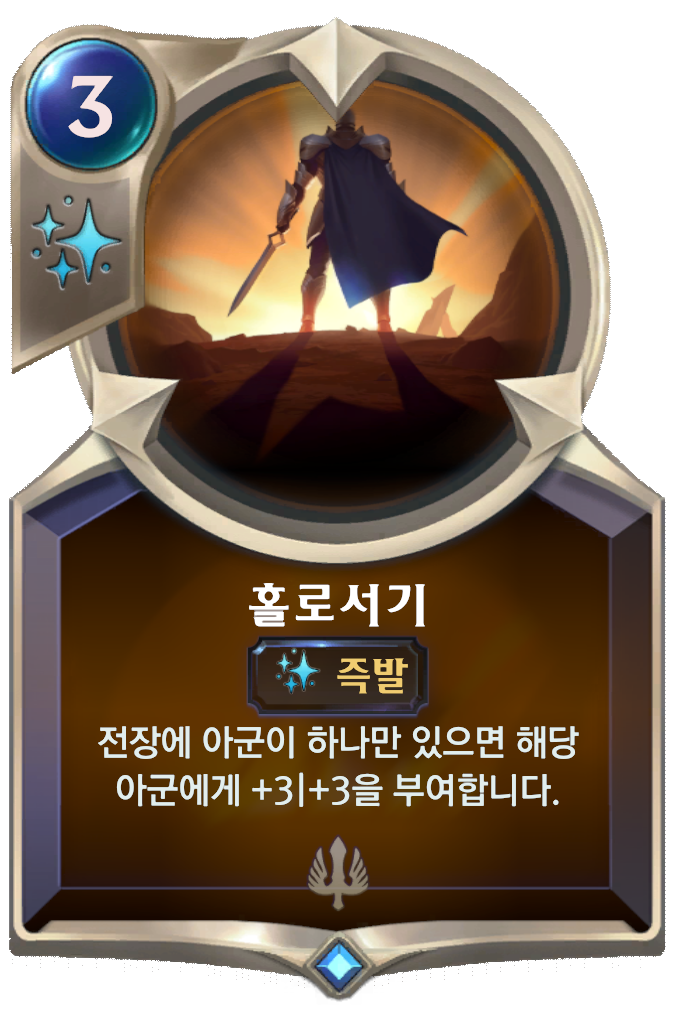 3
홀로서기
즉발
전장에 아군이 하나만 있으면 해당
아군에게 +3|+3을 부여합니다.